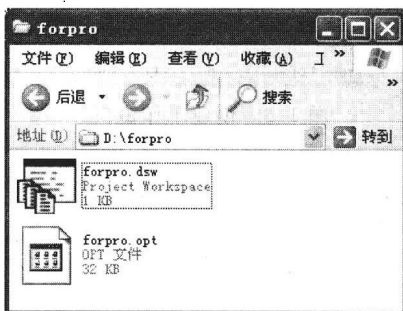 forpro
文件(F) 编辑(E) 查看(V) 收藏(A) 工 »
后退 搜索 »
地址(D) D:\forpro 转到
forpro.dsw
Project Workspace
1 KB
forpro.opt
OPT 文件
32 KB